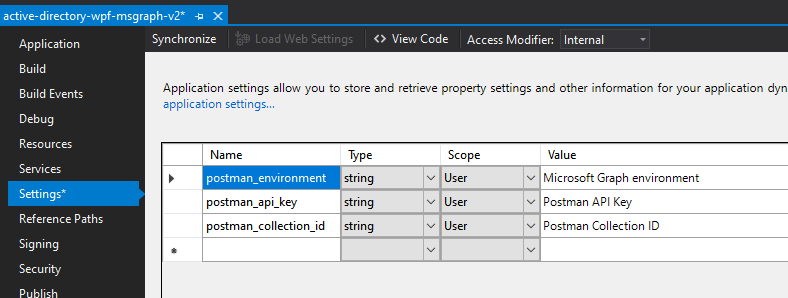 active-directory-wpf-msgraph-v2*
Application
Build
Build Events
Debug
Resources
Services
Settings*
Reference Paths
Signing
Security
Publish
Synchronize Load Web Settings <> View Code Access Modifier: Internal
Application settings allow you to store and retrieve property settings and other information for your application dyn
application settings...
Name Type Scope Value
postman_environment string User Microsoft Graph environment
postman_api_key string User Postman API Key
postman_collection_id string User Postman Collection ID